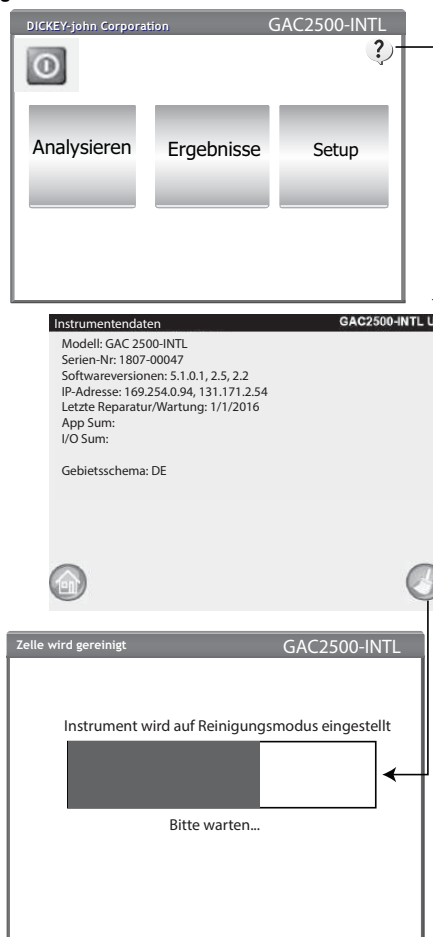 DICKEY-john Corporation GAC2500-INTL
?
Analysieren Ergebnisse Setup
Instrumentendaten GAC2500-INTL
Modell: GAC 2500-INTL
Serien-Nr: 1807-00047
Softwareversionen: 5.1.0.1, 2.5, 2.2
IP-Adresse: 169.254.0.94, 131.171.2.54
Letzte Reparatur/Wartung: 1/1/2016
App Sum:
I/O Sum:
Gebietsschema: DE
Zelle wird gereinigt GAC2500-INTL
Instrument wird auf Reinigungsmodus eingestellt
Bitte warten...